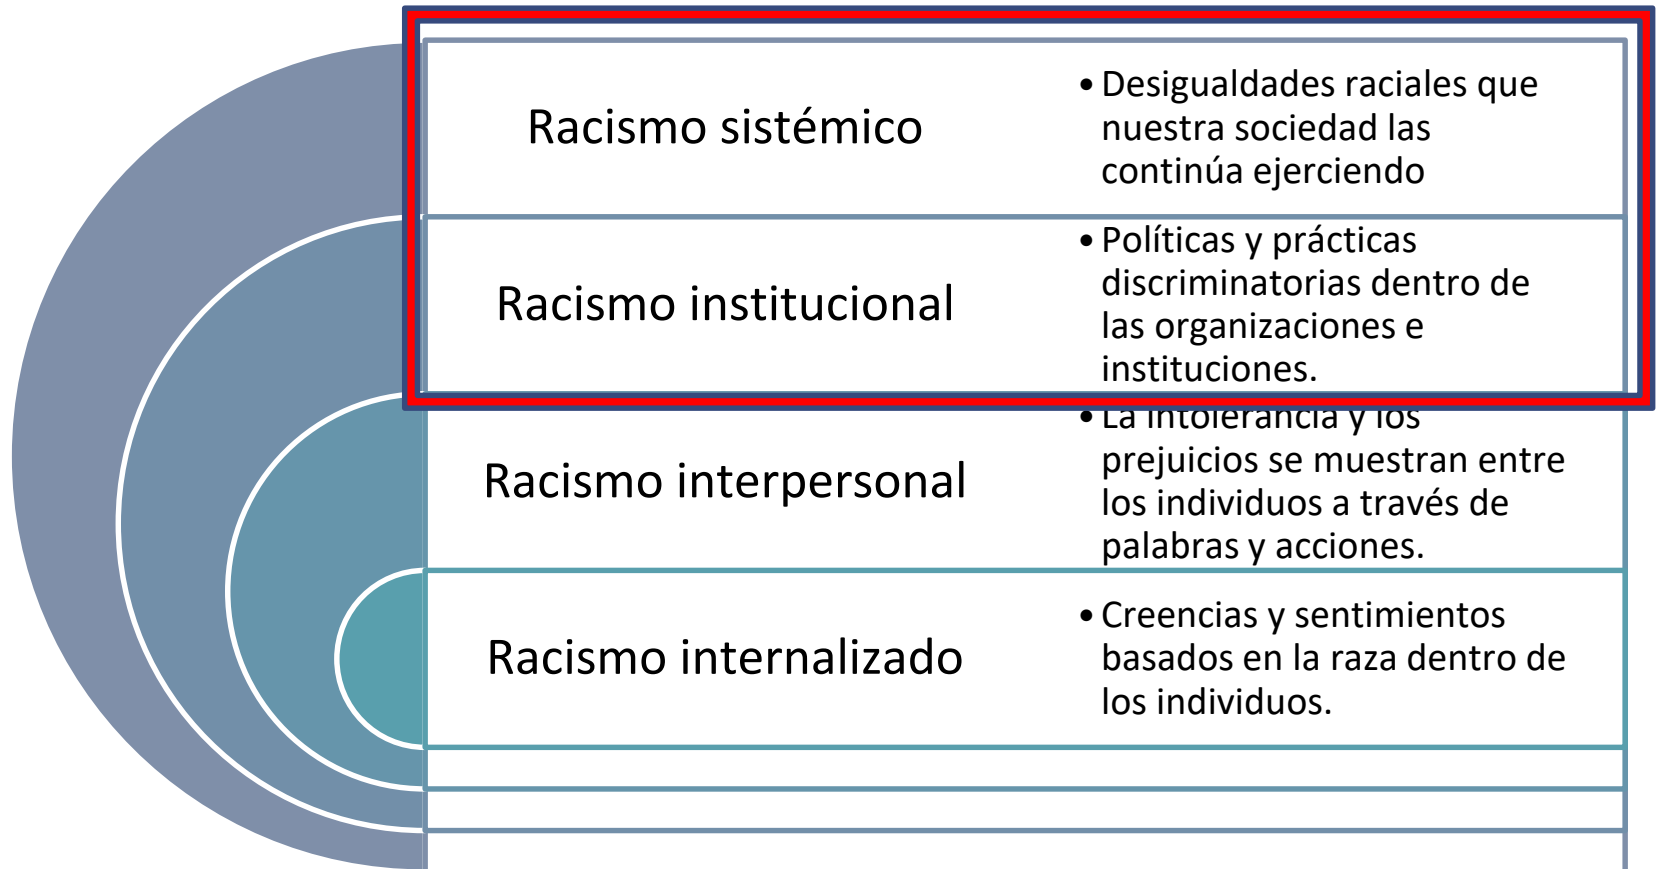 Racismo sistémico
• Desigualdades raciales que
nuestra sociedad las
continúa ejerciendo
Racismo institucional
• Políticas y prácticas
discriminatorias dentro de
las organizaciones e
instituciones.
Racismo interpersonal
• La intolerancia y los
prejuicios se muestran entre
los individuos a través de
palabras y acciones.
Racismo internalizado
• Creencias y sentimientos
basados en la raza dentro de
los individuos.